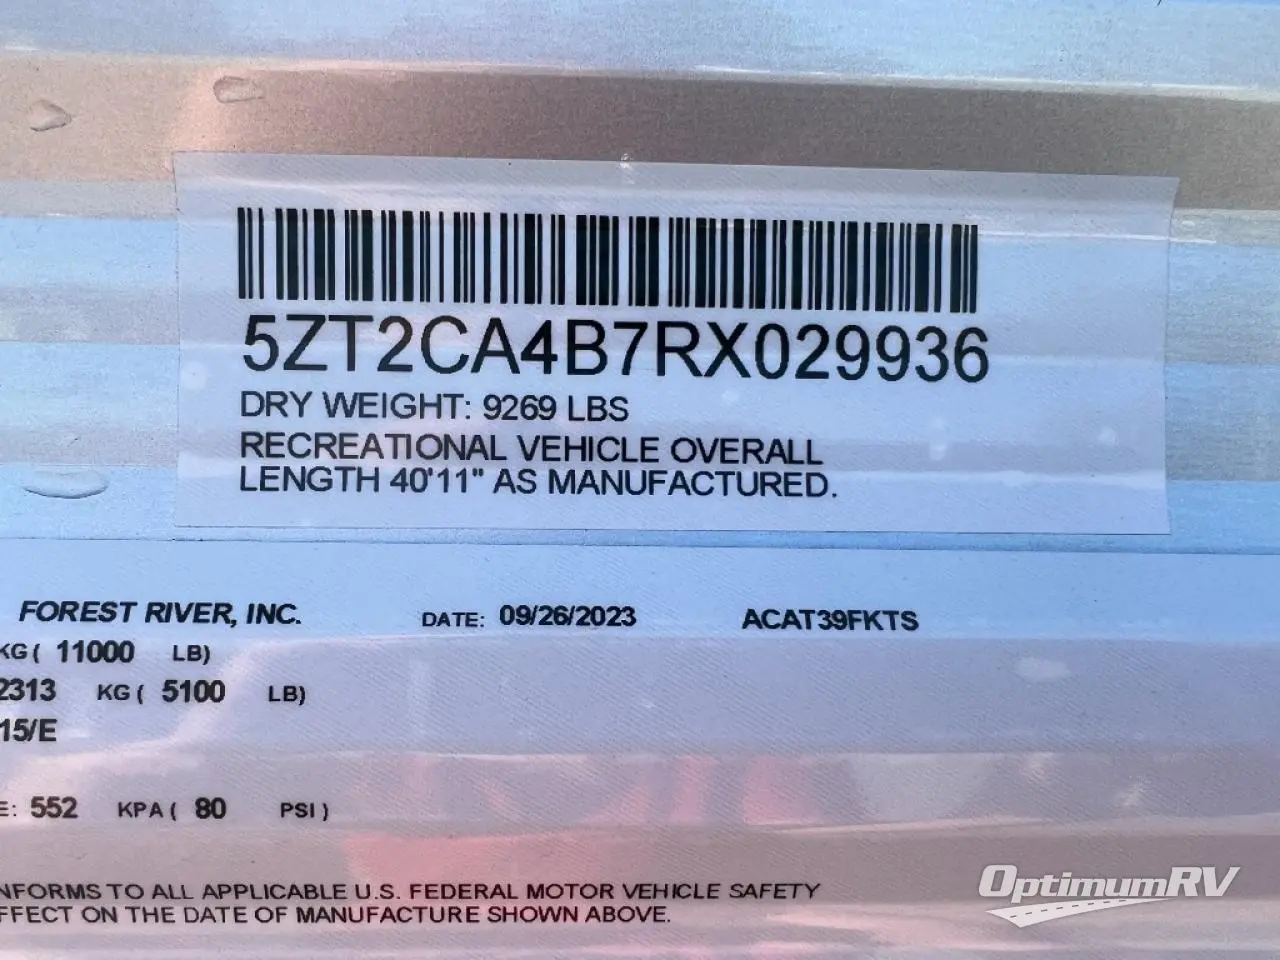 5ZT2CA4B7RX029936
DRY WEIGHT: 9269 LBS
RECREATIONAL VEHICLE OVERALL
LENGTH 40'11" AS MANUFACTURED.
FOREST RIVER, INC. DATE: 09/26/2023 ACAT39FKTS
KG ( 11000 LB)
2313 KG ( 5100 LB)
15/E
E: 552 KPA ( 80 PSI )
NFORMS TO ALL APPLICABLE U.S. FEDERAL MOTOR VEHICLE SAFETY
FFECT ON THE DATE OF MANUFACTURE SHOWN ABOVE.
OptimumRV